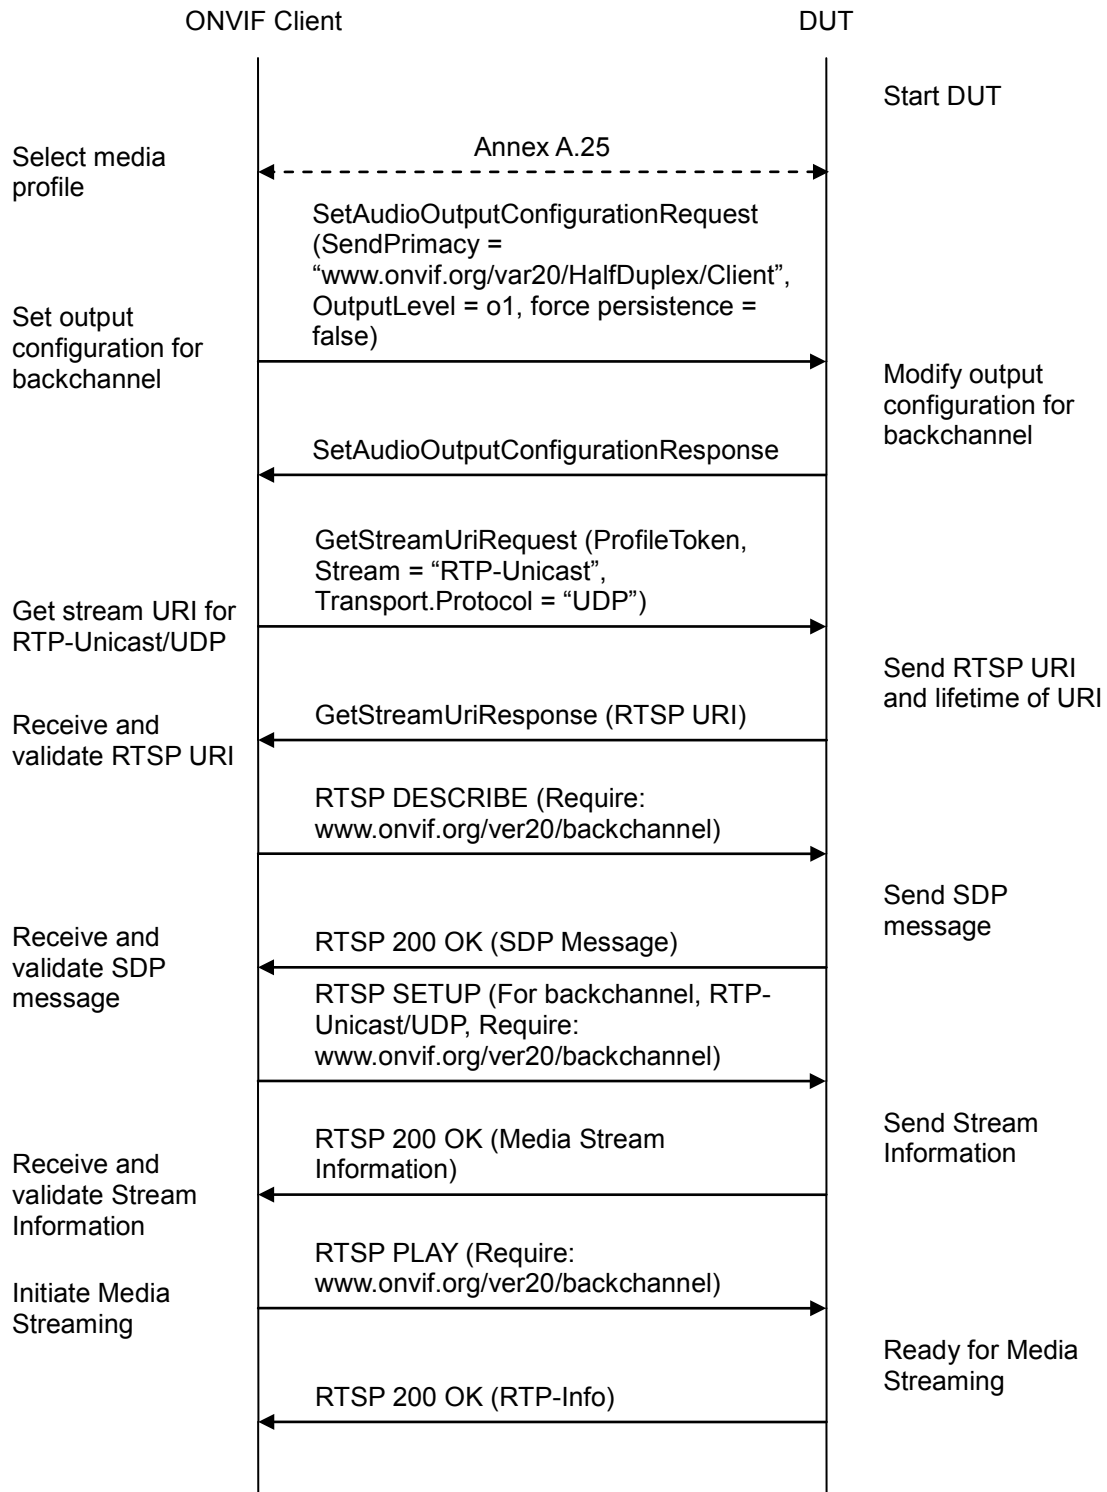 ONVIF Client
DUT
Start DUT
Annex A.25
Select media
profile
SetAudioOutputConfigurationRequest
(SendPrimacy =
“www.onvif.org/var20/HalfDuplex/Client”,
OutputLevel = o1, force persistence =
false)
Set output
configuration for
backchannel
Modify output
configuration for
backchannel
SetAudioOutputConfigurationResponse
GetStreamUriRequest (ProfileToken,
Stream = “RTP-Unicast”,
Transport.Protocol = “UDP”)
Get stream URI for
RTP-Unicast/UDP
Send RTSP URI
and lifetime of URI
GetStreamUriResponse (RTSP URI)
Receive and
validate RTSP URI
RTSP DESCRIBE (Require:
www.onvif.org/ver20/backchannel)
Send SDP
message
RTSP 200 OK (SDP Message)
Receive and
validate SDP
message
RTSP SETUP (For backchannel, RTP-
Unicast/UDP, Require:
www.onvif.org/ver20/backchannel)
Send Stream
Information
RTSP 200 OK (Media Stream
Information)
Receive and
validate Stream
Information
RTSP PLAY (Require:
www.onvif.org/ver20/backchannel)
Initiate Media
Streaming
Ready for Media
Streaming
RTSP 200 OK (RTP-Info)